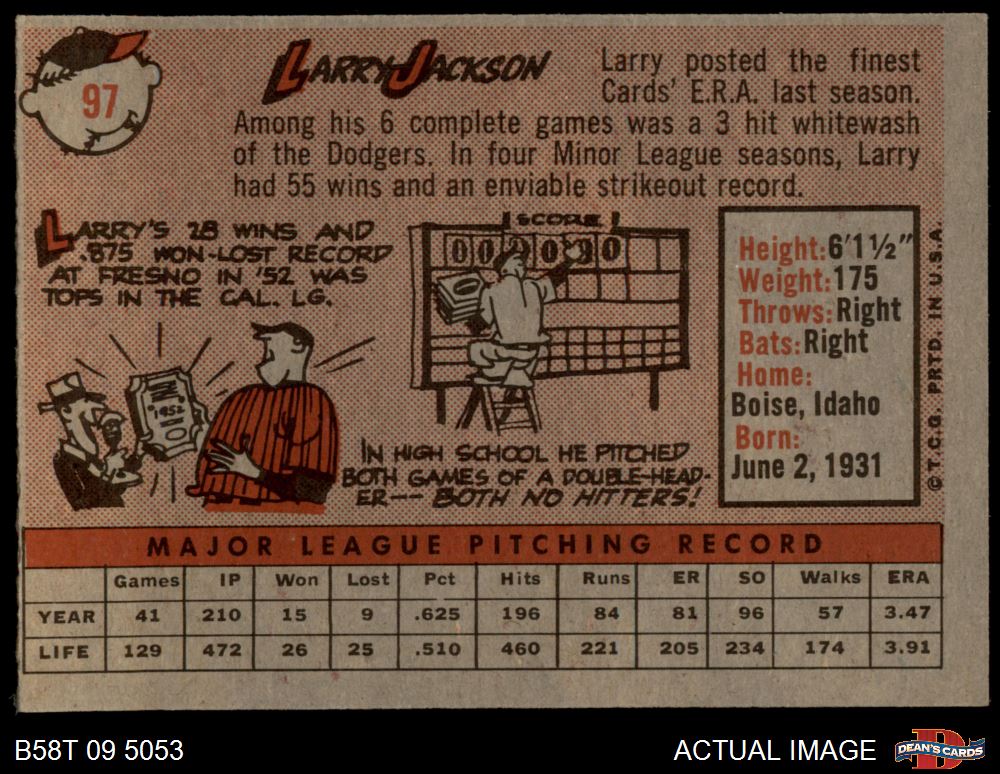 97
LARRY JACKSON
Larry posted the finest
Cards' E.R.A. last season.
Among his 6 complete games was a 3 hit whitewash
of the Dodgers. In four Minor League seasons, Larry
had 55 wins and an enviable strikeout record.
LARRY'S 28 WINS AND
.875 WON-LOST RECORD
AT FRESNO IN '52 WAS
TOPS IN THE CAL. LG.
1952
SCORE
IN HIGH SCHOOL HE PITCHED
BOTH GAMES OF A DOUBLE-HEAD-
ER — BOTH NO HITTERS!
Height: 6'1½"
Weight: 175
Throws: Right
Bats: Right
Home:
Boise, Idaho
Born:
June 2, 1931
© T.C.G. PRTD. IN U.S.A.
MAJOR LEAGUE PITCHING RECORD
Games IP Won Lost Pct Hits Runs ER SO Walks ERA
YEAR 41 210 15 9 .625 196 84 81 96 57 3.47
LIFE 129 472 26 25 .510 460 221 205 234 174 3.91
B58T 09 5053
ACTUAL IMAGE
DEAN'S CARDS